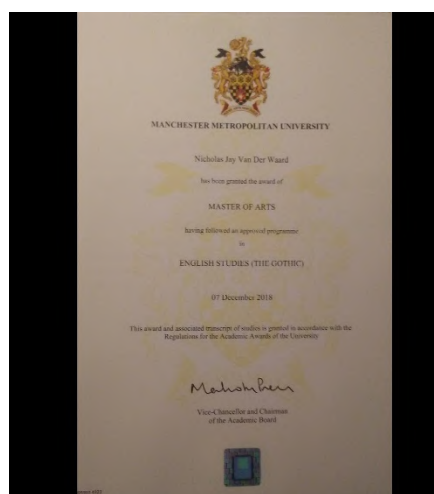 MANCHESTER METROPOLITAN UNIVERSITY
Nicholas Jay Van Der Waard
has been granted the award of
MASTER OF ARTS
having followed an approved programme
in
ENGLISH STUDIES (THE GOTHIC)
07 December 2018
This award and associated transcript of studies is granted in accordance with the
Regulations for the Academic Awards of the University
Vice-Chancellor and Chairman
of the Academic Board